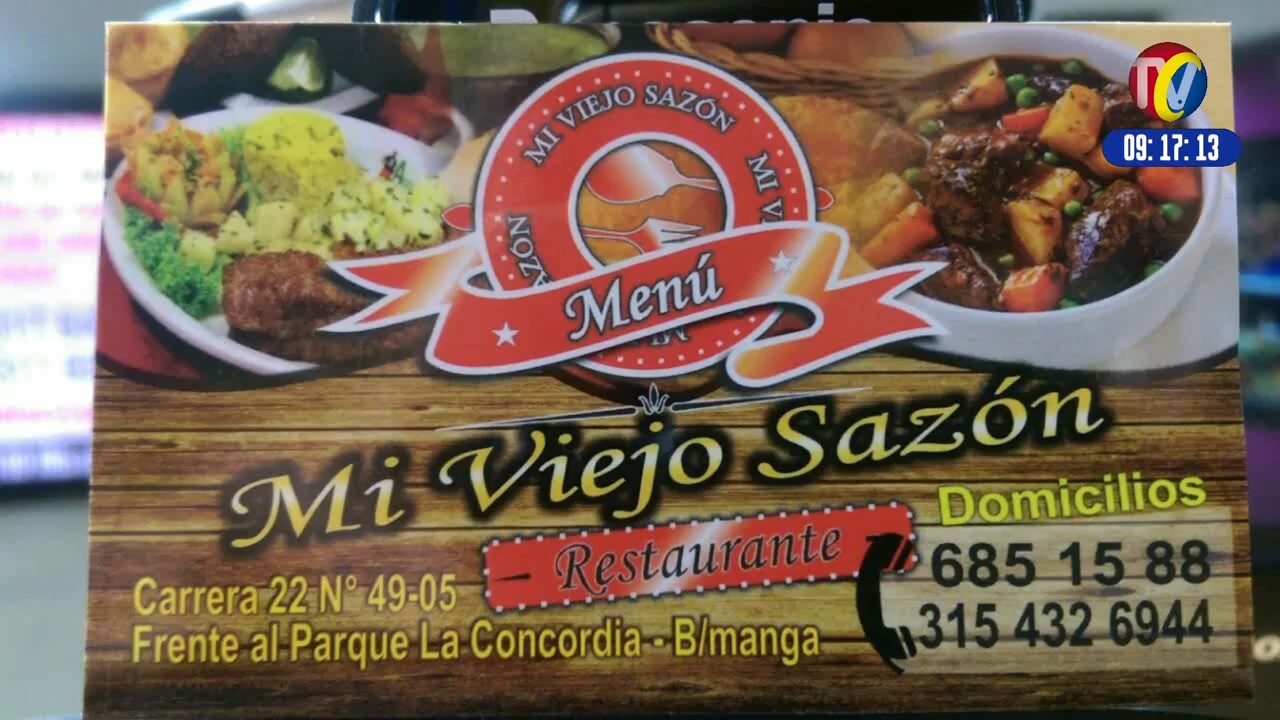 TC
09: 17: 13
MI VIEJO SAZÓN
Menú
Mi Viejo Sazón
Restaurante
Domicilios
685 15 88
315 432 6944
Carrera 22 N° 49-05
Frente al Parque La Concordia - B/manga